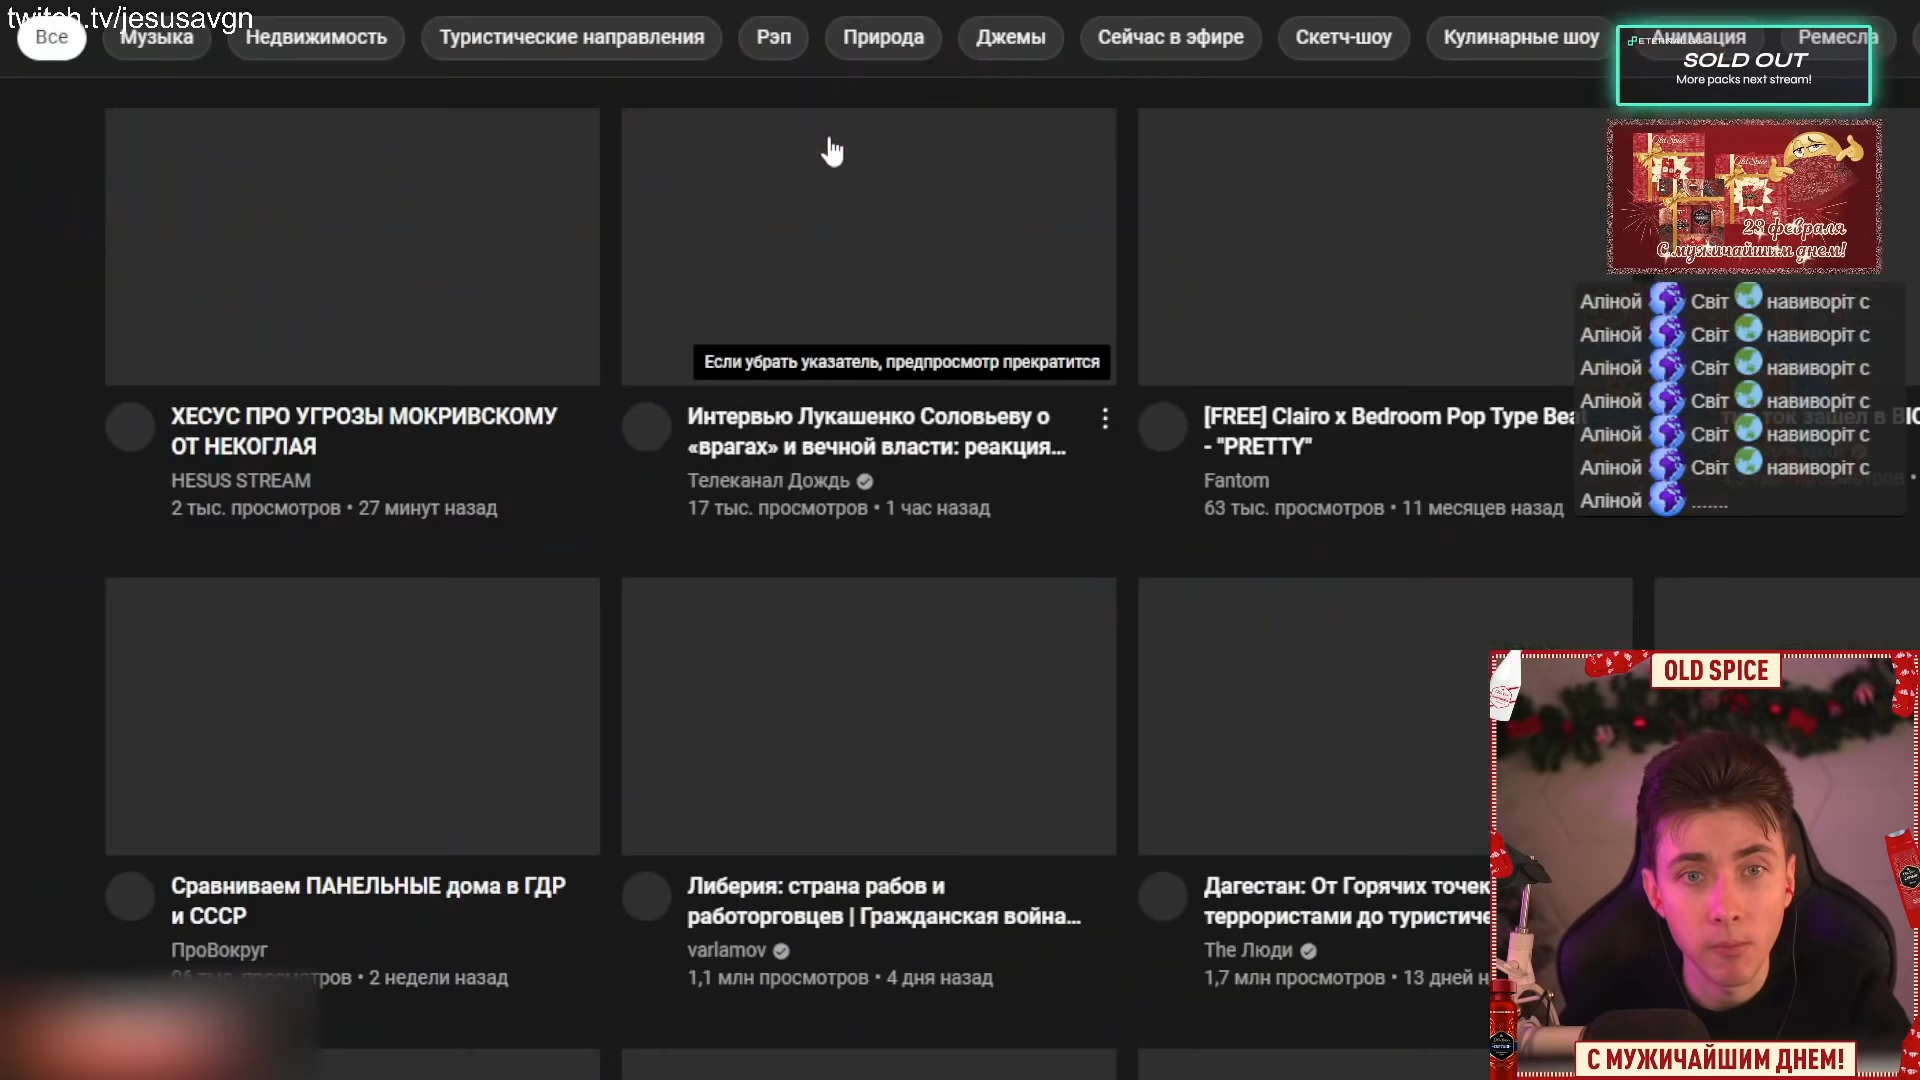 twitch.tv/jesusavgn
Все
Музыка
Недвижимость
Туристические направления
Рэп
Природа
Джемы
Сейчас в эфире
Скетч-шоу
Кулинарные шоу
Анимация
Ремесла
SOLD OUT
More packs next stream!
23 февраля
С мужичайшим днем!
Аліной Світ навиворіт с
Аліной Світ навиворіт с
Аліной Світ навиворіт с
Аліной Світ навиворіт с
Аліной Світ навиворіт с
Аліной Світ навиворіт с
Аліной .......
Если убрать указатель, предпросмотр прекратится
ХЕСУС ПРО УГРОЗЫ МОКРИВСКОМУ
ОТ НЕКОГЛАЯ
HESUS STREAM
2 тыс. просмотров • 27 минут назад
Интервью Лукашенко Соловьеву о
«врагах» и вечной власти: реакция...
Телеканал Дождь
17 тыс. просмотров • 1 час назад
[FREE] Clairo x Bedroom Pop Type Beat
- "PRETTY"
Fantom
63 тыс. просмотров • 11 месяцев назад
Сравниваем ПАНЕЛЬНЫЕ дома в ГДР
и СССР
ПроВокруг
96 тыс. просмотров • 2 недели назад
Либерия: страна рабов и
работорговцев | Гражданская война...
varlamov
1,1 млн просмотров • 4 дня назад
Дагестан: От Горячих точек
террористами до туристиче
The Люди
1,7 млн просмотров • 13 дней н
OLD SPICE
С МУЖИЧАЙШИМ ДНЕМ!